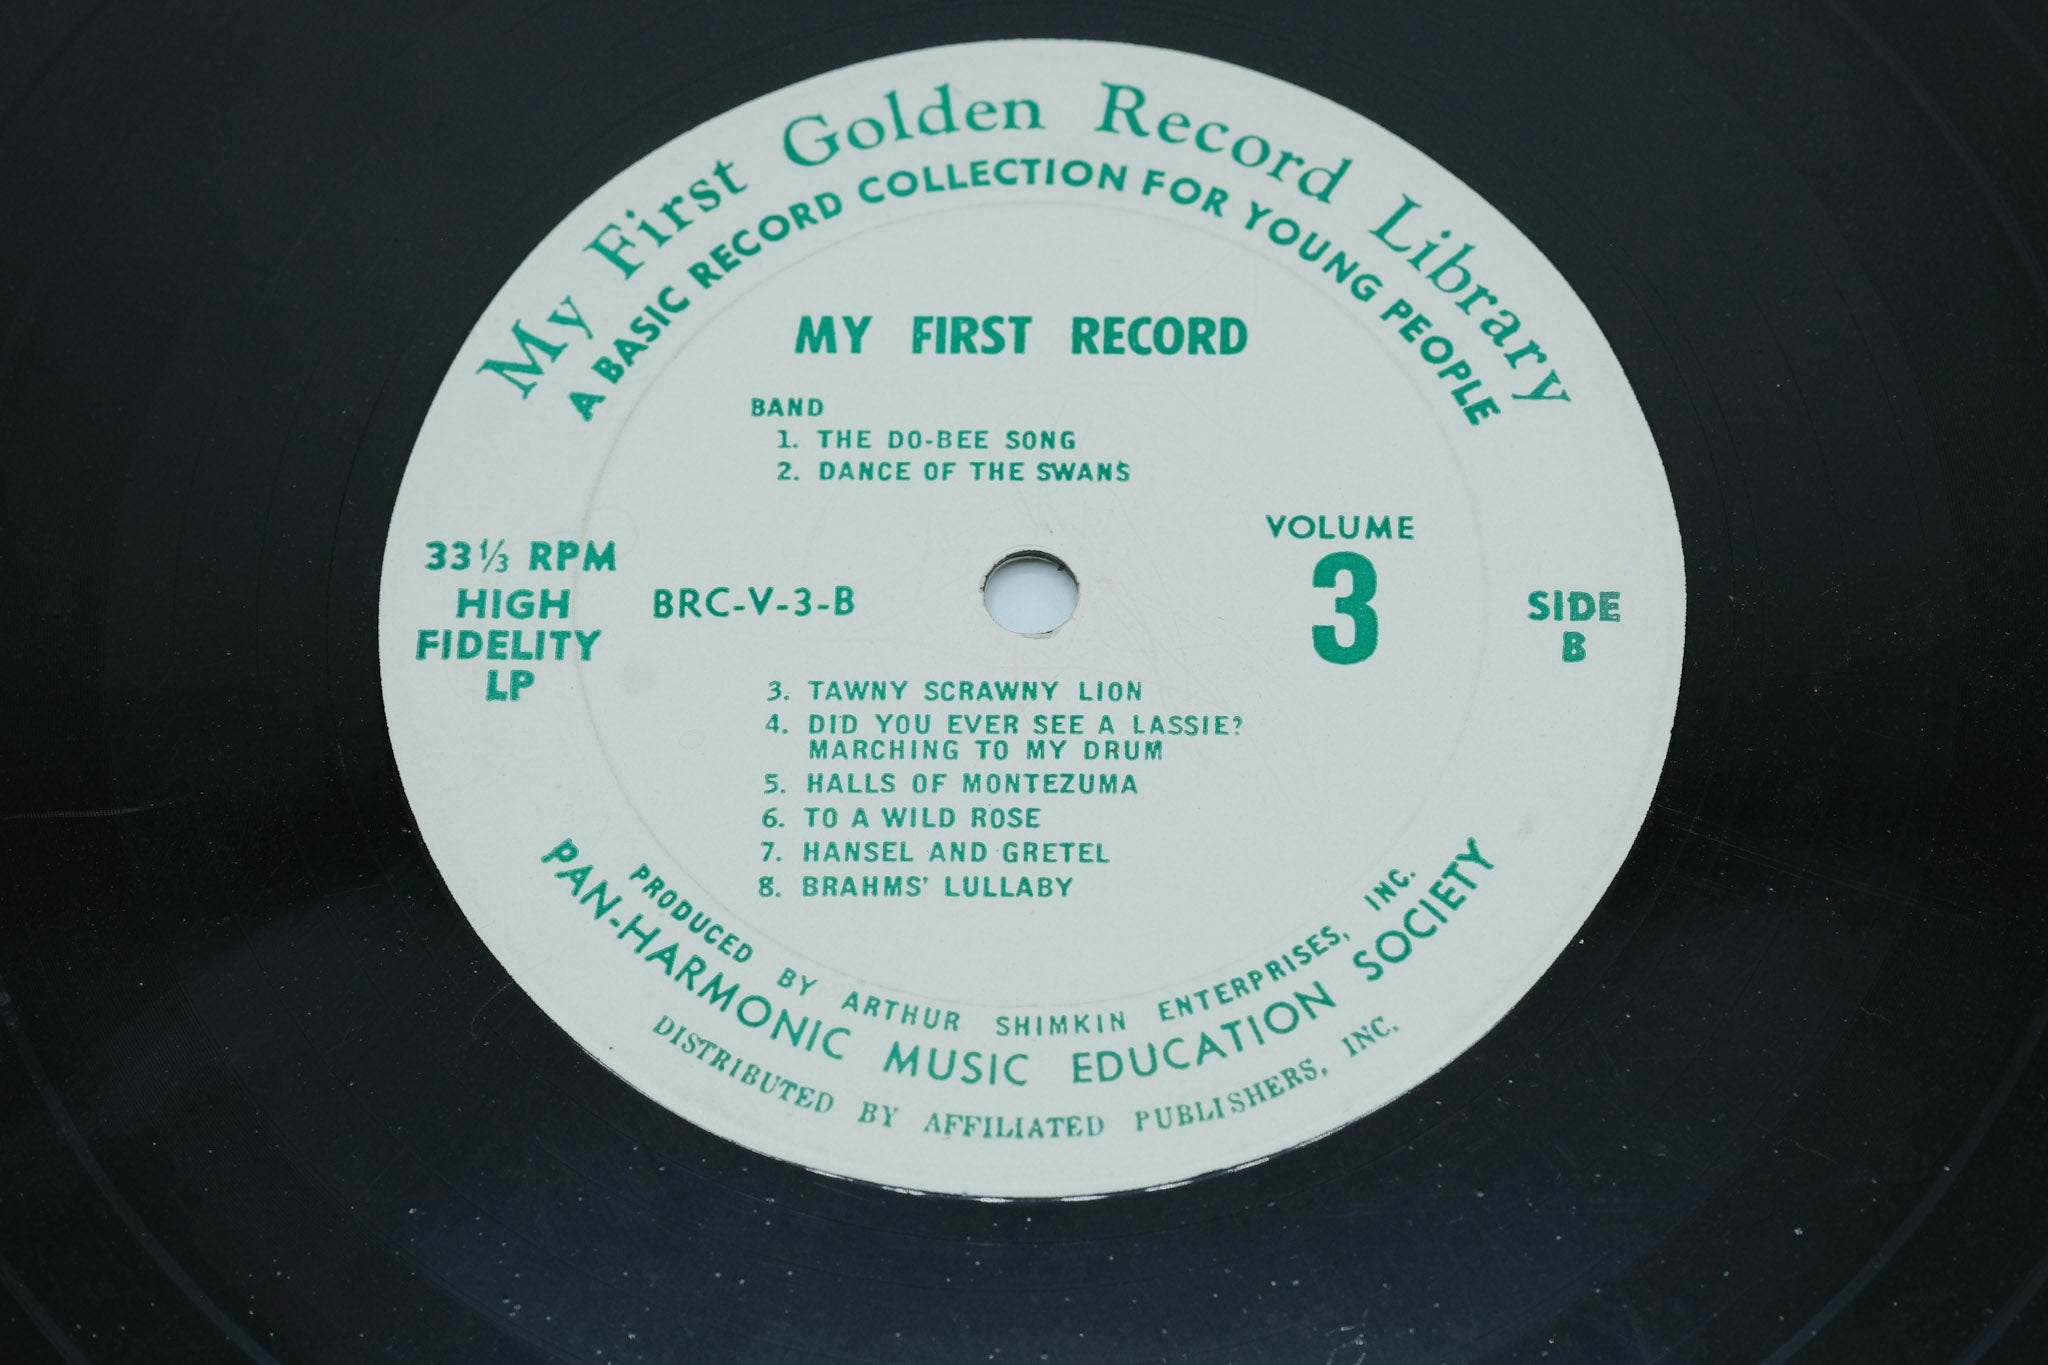 My First Golden Record Library
A BASIC RECORD COLLECTION FOR YOUNG PEOPLE
MY FIRST RECORD
BAND
1. THE DO-BEE SONG
2. DANCE OF THE SWANS
VOLUME
3
33⅓ RPM
HIGH
FIDELITY
LP
BRC-V-3-B
SIDE
B
3. TAWNY SCRAWNY LION
4. DID YOU EVER SEE A LASSIE?
MARCHING TO MY DRUM
5. HALLS OF MONTEZUMA
6. TO A WILD ROSE
7. HANSEL AND GRETEL
8. BRAHMS' LULLABY
PRODUCED BY ARTHUR SHIMKIN ENTERPRISES, INC.
PAN-HARMONIC MUSIC EDUCATION SOCIETY
DISTRIBUTED BY AFFILIATED PUBLISHERS, INC.